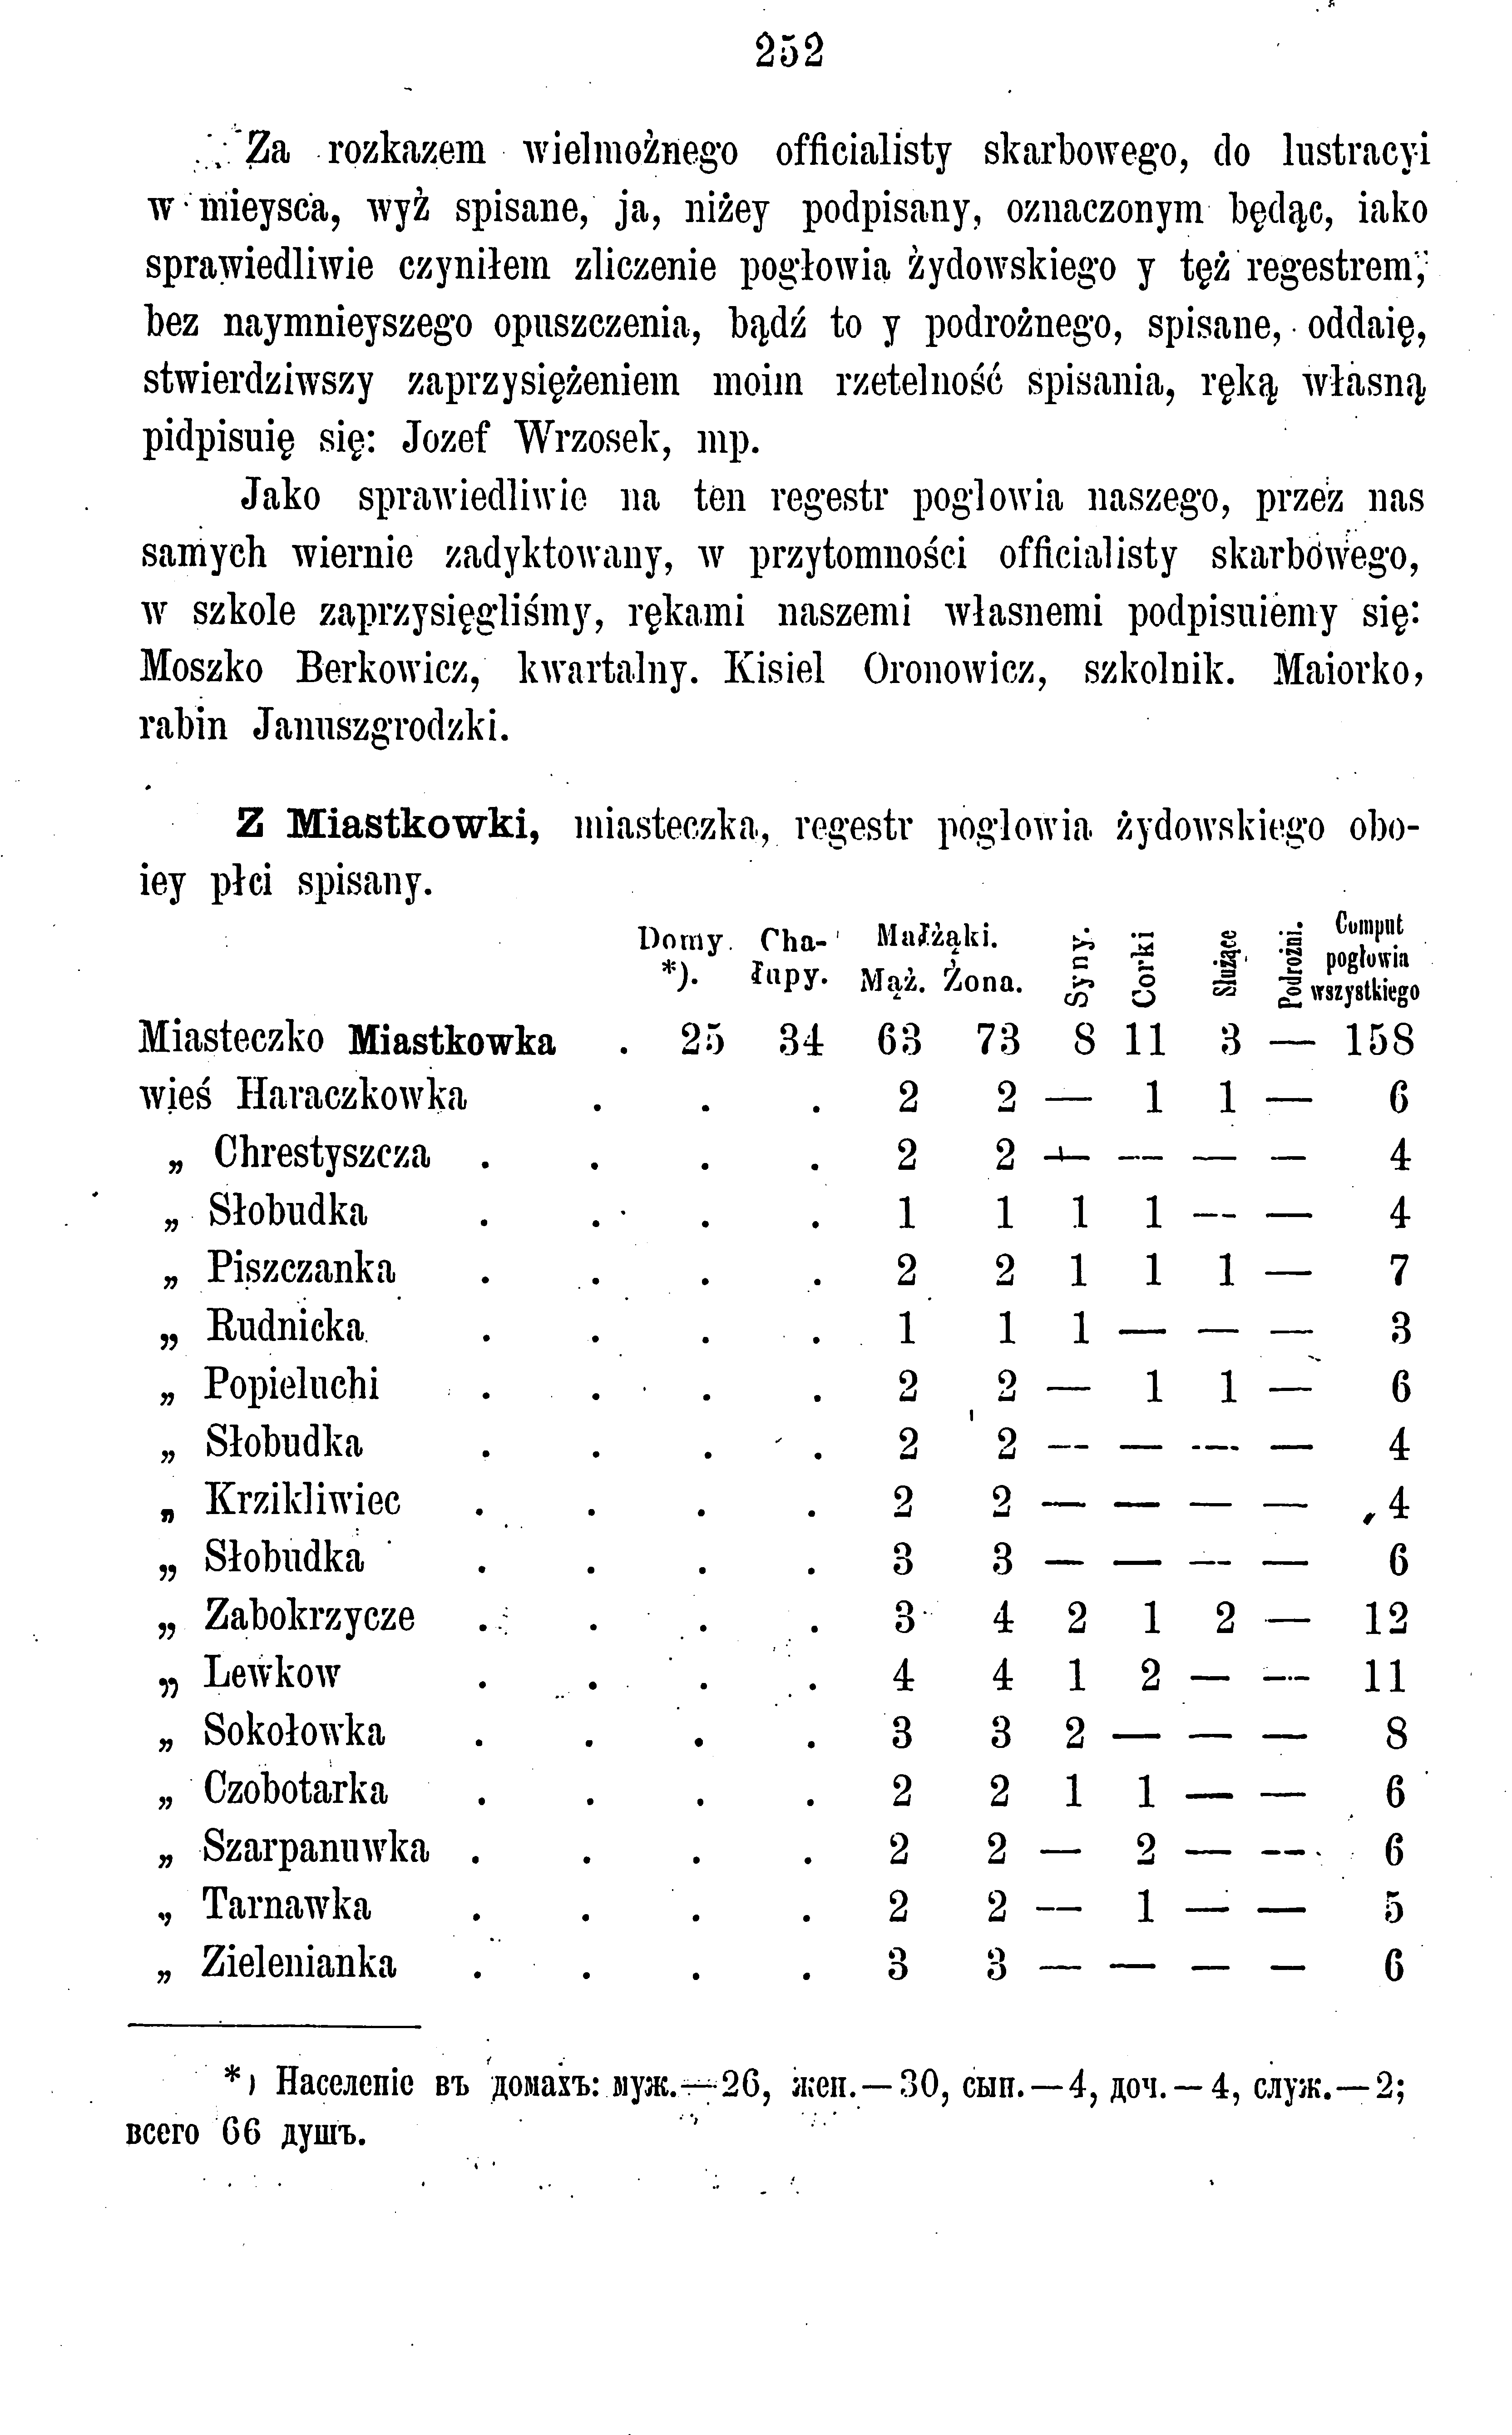 252
Za rozkazem wielmożnego officialisty skarbowego, do lustracyi
w mieysca, wyż spisane, ja, niżey podpisany, oznaczonym będąc, iako
sprawiedliwie czyniłem zliczenie pogłowia żydowskiego y tęż regestrem,
bez naymnieyszego opuszczenia, bądź to y podrożnego, spisane, oddaię,
stwierdziwszy zaprzysiężeniem moim rzetelność spisania, ręką własną
pidpisuię się: Jozef Wrzosek, mp.
Jako sprawiedliwie na ten regestr poglowia naszego, przez nas
samych wiernie zadyktowany, w przytomności officialisty skarbowego,
w szkole zaprzysięgliśmy, rękami naszemi własnemi podpisuiemy się:
Moszko Berkowicz, kwartalny. Kisiel Oronowicz, szkolnik. Maiorko,
rabin Januszgrodzki.
Z Miastkowki, miasteczka, regestr poglowia żydowskiego obo-
iey płci spisany.
Domy *). Cha-łupy. Małżąki. Mąż. Żona. Syny. Corki Służące Podrożni. Comput pogłowia wszystkiego
Miasteczko Miastkowka . 25 34 63 73 8 11 3 — 158
wieś Haraczkowka . . . 2 2 — 1 1 — 6
„ Chrestyszcza . . . . 2 2 — — — — 4
„ Słobudka . . . . 1 1 1 1 — — 4
„ Piszczanka . . . . 2 2 1 1 1 — 7
„ Rudnicka . . . . 1 1 1 — — — 3
„ Popieluchi . . . . 2 2 — 1 1 — 6
„ Słobudka . . . . 2 2 — — — — 4
„ Krzikliwiec . . . . 2 2 — — — — 4
„ Słobudka . . . . 3 3 — — — — 6
„ Zabokrzycze . . . . 3 4 2 1 2 — 12
„ Lewkow . . . . 4 4 1 2 — — 11
„ Sokołowka . . . . 3 3 2 — — — 8
„ Czobotarka . . . . 2 2 1 1 — — 6
„ Szarpanuwka . . . . 2 2 — 2 — — 6
„ Tarnawka . . . . 2 2 — 1 — — 5
„ Zielenianka . . . . 3 3 — — — — 6
*) Населеніе въ домахъ: муж.—26, жен.—30, сын.—4, доч.—4, служ.—2;
всего 66 душъ.